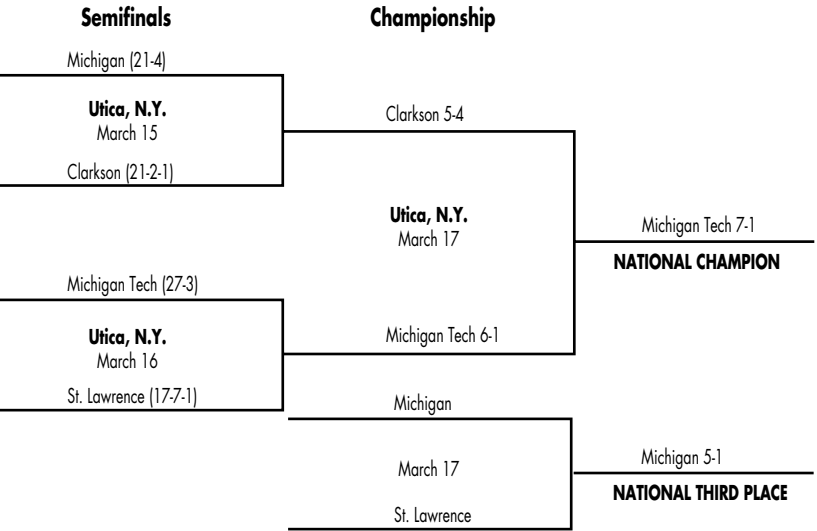 Semifinals
Championship
Michigan (21-4)
Utica, N.Y.
March 15
Clarkson (21-2-1)
Clarkson 5-4
Utica, N.Y.
March 17
Michigan Tech 7-1
NATIONAL CHAMPION
Michigan Tech (27-3)
Utica, N.Y.
March 16
St. Lawrence (17-7-1)
Michigan Tech 6-1
Michigan
March 17
St. Lawrence
Michigan 5-1
NATIONAL THIRD PLACE